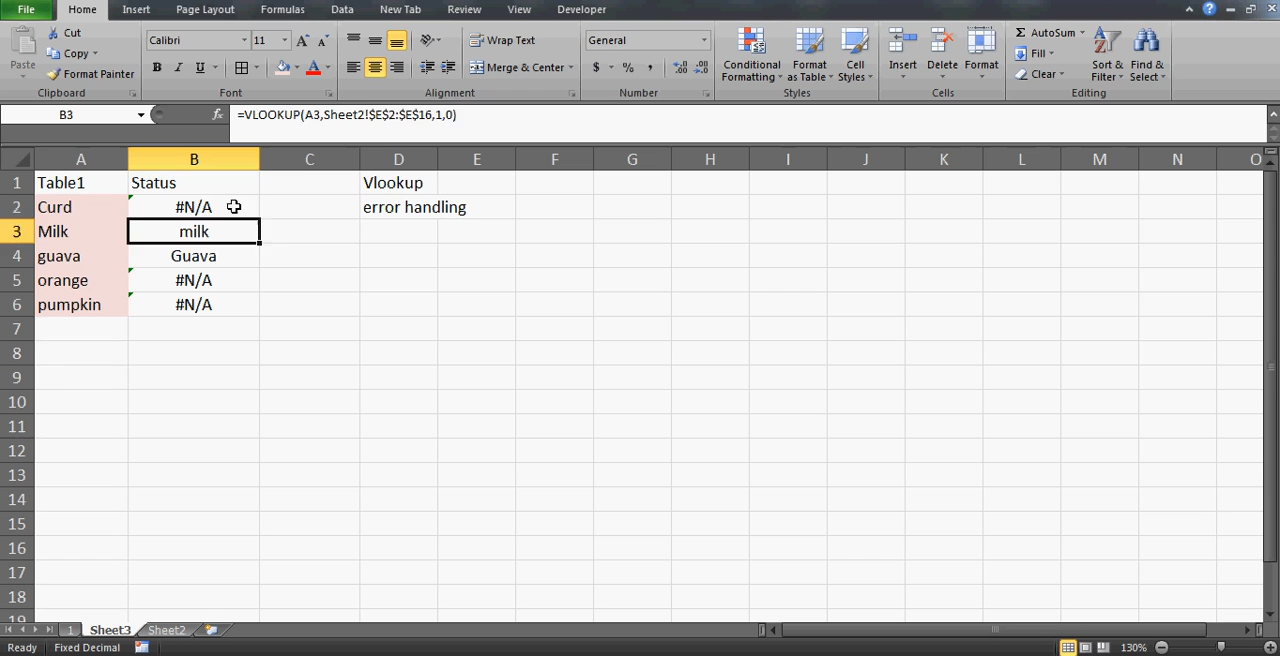 File Home Insert Page Layout Formulas Data New Tab Review View Developer
Cut
Copy
Format Painter
Paste
Clipboard
Calibri 11
B I U
Font
Wrap Text
Merge & Center
Alignment
General
$ % ,
Number
Conditional Formatting
Format as Table
Cell Styles
Styles
Insert Delete Format
Cells
Σ AutoSum
Fill
Clear
Sort & Filter
Find & Select
Editing
B3 fx =VLOOKUP(A3,Sheet2!$E$2:$E$16,1,0)
A B C D E F G H I J K L M N O
1 Table1 Status Vlookup
2 Curd #N/A error handling
3 Milk milk
4 guava Guava
5 orange #N/A
6 pumpkin #N/A
7
8
9
10
11
12
13
14
15
16
17
18
19
1 Sheet3 Sheet2
Ready Fixed Decimal 130%